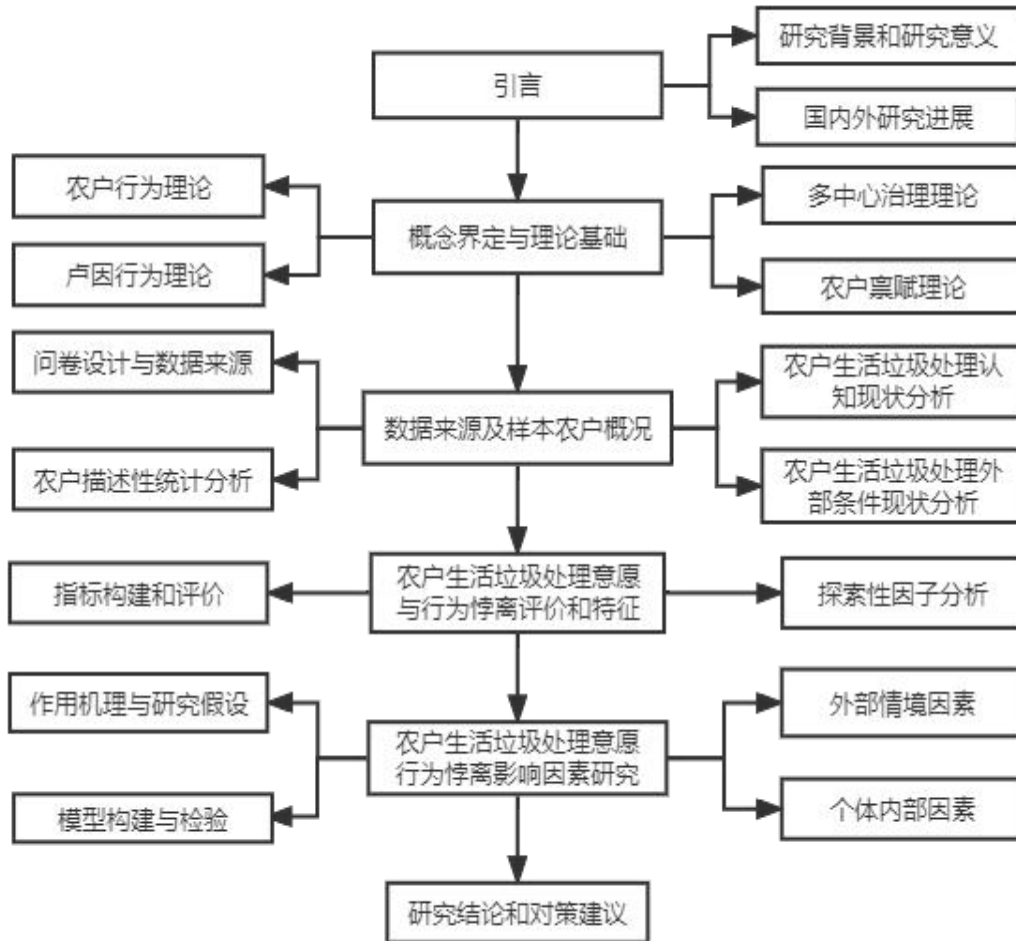 研究背景和研究意义
引言
国内外研究进展
农户行为理论
多中心治理理论
概念界定与理论基础
卢因行为理论
农户禀赋理论
问卷设计与数据来源
农户生活垃圾处理认
知现状分析
数据来源及样本农户概况
农户描述性统计分析
农户生活垃圾处理外
部条件现状分析
指标构建和评价
农户生活垃圾处理意愿
与行为悖离评价和特征
探索性因子分析
作用机理与研究假设
外部情境因素
农户生活垃圾处理意愿
行为悖离影响因素研究
模型构建与检验
个体内部因素
研究结论和对策建议